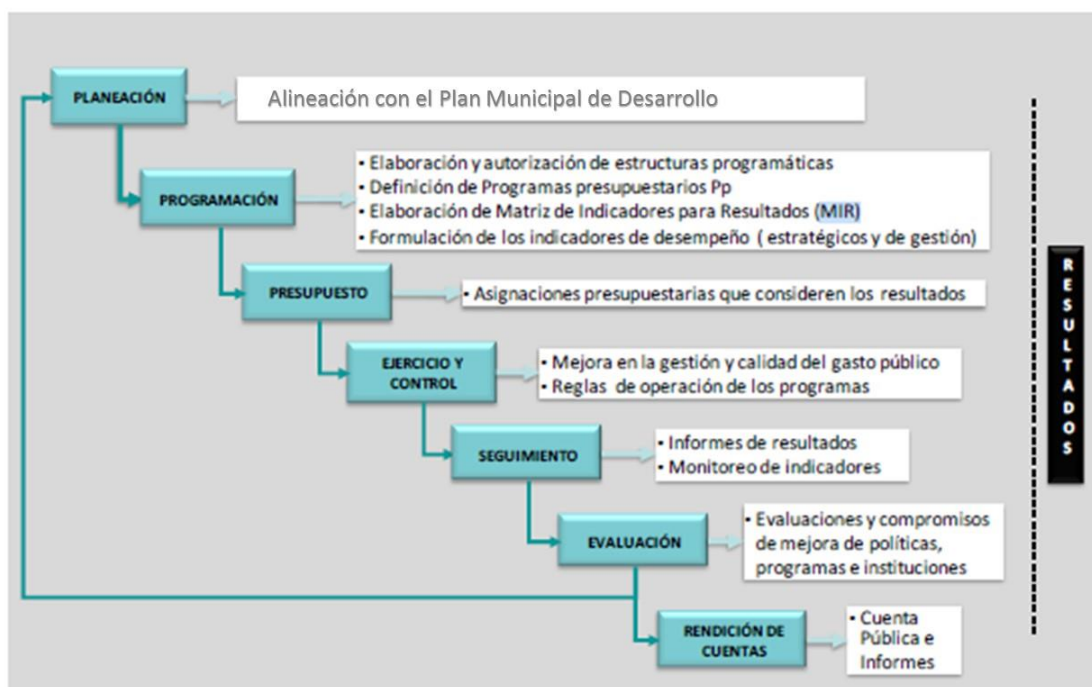 PLANEACIÓN
Alineación con el Plan Municipal de Desarrollo
PROGRAMACIÓN
• Elaboración y autorización de estructuras programáticas
• Definición de Programas presupuestarios Pp
• Elaboración de Matriz de Indicadores para Resultados (MIR)
• Formulación de los indicadores de desempeño ( estratégicos y de gestión)
PRESUPUESTO
• Asignaciones presupuestarias que consideren los resultados
EJERCICIO Y
CONTROL
• Mejora en la gestión y calidad del gasto público
• Reglas de operación de los programas
SEGUIMIENTO
• Informes de resultados
• Monitoreo de indicadores
EVALUACIÓN
• Evaluaciones y compromisos
de mejora de políticas,
programas e instituciones
RENDICIÓN DE
CUENTAS
• Cuenta
Pública e
Informes
RESULTADOS